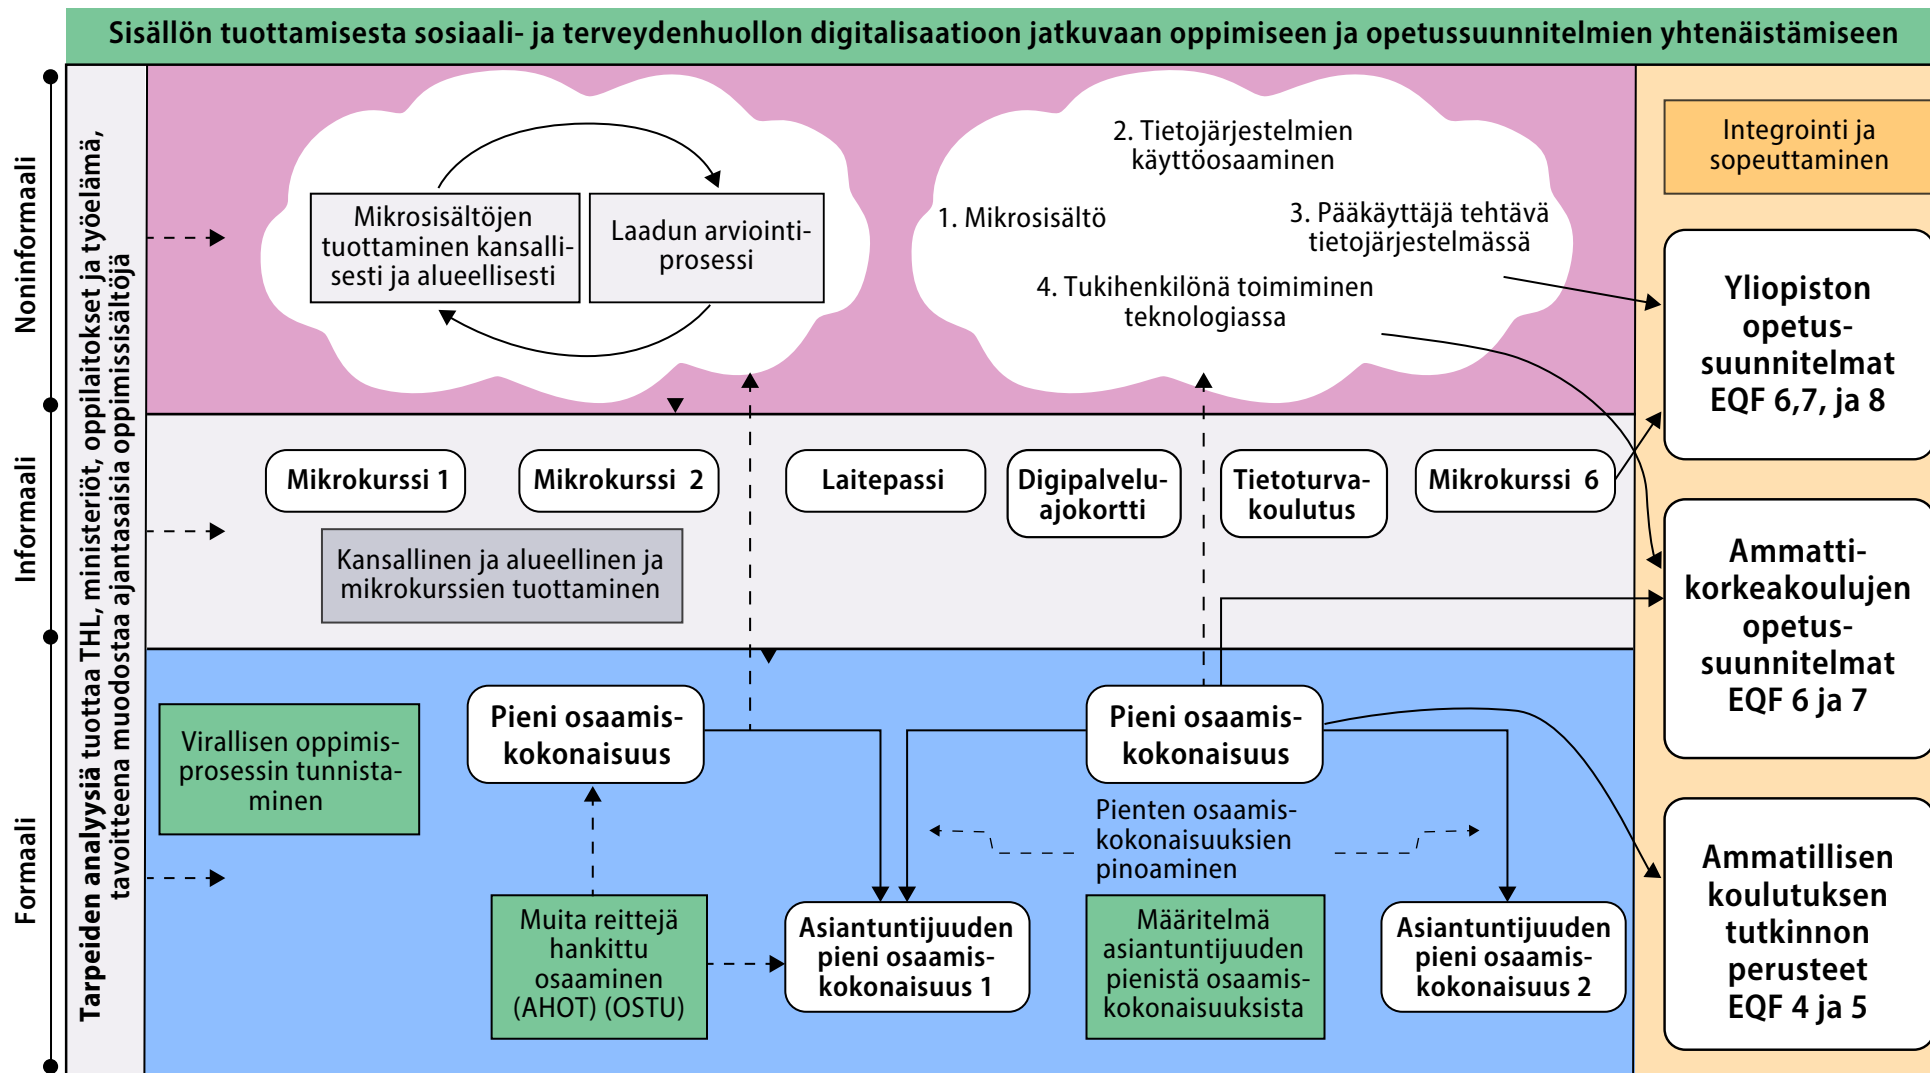 Sisällön tuottamisesta sosiaali- ja terveydenhuollon digitalisaatioon jatkuvaan oppimiseen ja opetussuunnitelmien yhtenäistämiseen
Noninformaali
Informaali
Formaali
Tarpeiden analyysiä tuottaa THL, ministeriöt, oppilaitokset ja työelämä,
tavoitteena muodostaa ajantasaisia oppimissisältöjä
Mikrosisältöjen
tuottaminen kansalli-
sesti ja alueellisesti
Laadun arviointi-
prosessi
1. Mikrosisältö
2. Tietojärjestelmien
käyttöosaaminen
3. Pääkäyttäjä tehtävä
tietojärjestelmässä
4. Tukihenkilönä toimiminen
teknologiassa
Mikrokurssi 1
Mikrokurssi 2
Laitepassi
Digipalvelu-
ajokortti
Tietoturva-
koulutus
Mikrokurssi 6
Kansallinen ja alueellinen ja
mikrokurssien tuottaminen
Virallisen oppimis-
prosessin tunnista-
minen
Pieni osaamis-
kokonaisuus
Pieni osaamis-
kokonaisuus
Pienten osaamis-
kokonaisuuksien
pinoaminen
Muita reittejä
hankittu
osaaminen
(AHOT) (OSTU)
Asiantuntijuuden
pieni osaamis-
kokonaisuus 1
Määritelmä
asiantuntijuuden
pienistä osaamis-
kokonaisuuksista
Asiantuntijuuden
pieni osaamis-
kokonaisuus 2
Integrointi ja
sopeuttaminen
Yliopiston
opetus-
suunnitelmat
EQF 6,7, ja 8
Ammatti-
korkeakoulujen
opetus-
suunnitelmat
EQF 6 ja 7
Ammatillisen
koulutuksen
tutkinnon
perusteet
EQF 4 ja 5